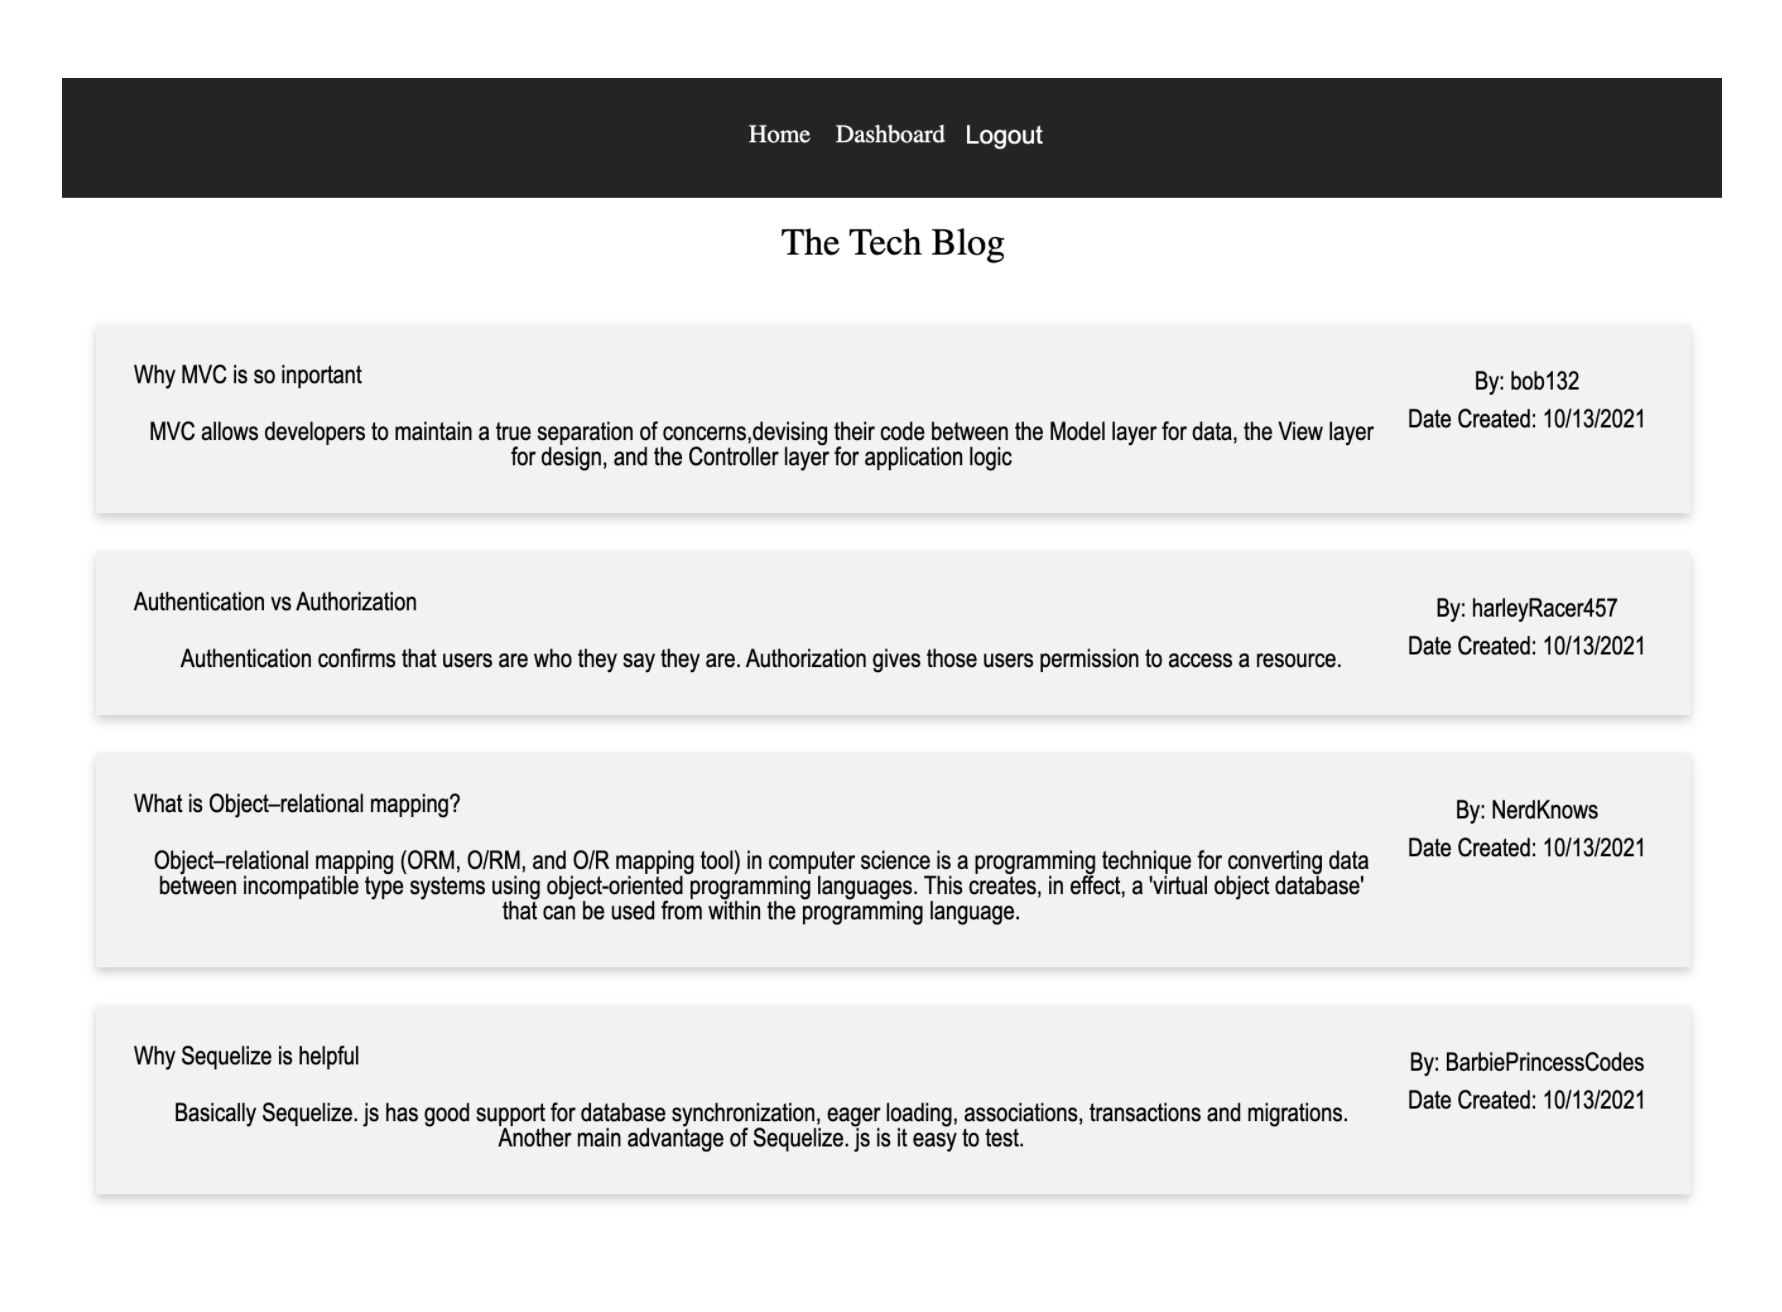 Home Dashboard Logout
The Tech Blog
Why MVC is so inportant
By: bob132
Date Created: 10/13/2021
MVC allows developers to maintain a true separation of concerns,devising their code between the Model layer for data, the View layer
for design, and the Controller layer for application logic
Authentication vs Authorization
By: harleyRacer457
Date Created: 10/13/2021
Authentication confirms that users are who they say they are. Authorization gives those users permission to access a resource.
What is Object–relational mapping?
By: NerdKnows
Date Created: 10/13/2021
Object–relational mapping (ORM, O/RM, and O/R mapping tool) in computer science is a programming technique for converting data
between incompatible type systems using object-oriented programming languages. This creates, in effect, a 'virtual object database'
that can be used from within the programming language.
Why Sequelize is helpful
By: BarbiePrincessCodes
Date Created: 10/13/2021
Basically Sequelize. js has good support for database synchronization, eager loading, associations, transactions and migrations.
Another main advantage of Sequelize. js is it easy to test.